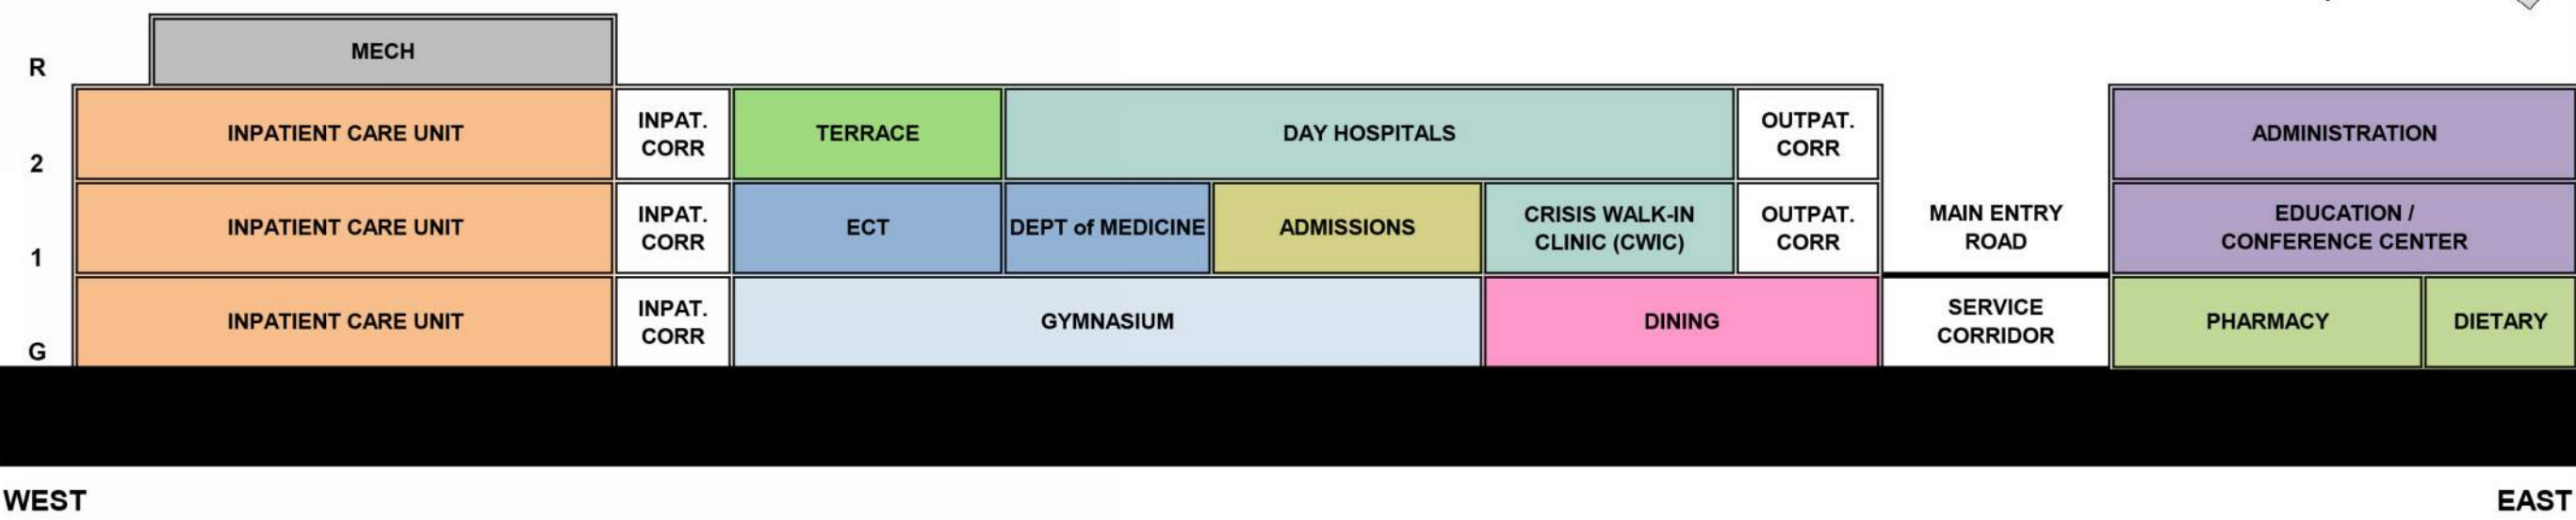 MECH
R
INPATIENT CARE UNIT
INPAT.
CORR
TERRACE
DAY HOSPITALS
OUTPAT.
CORR
ADMINISTRATION
2
INPATIENT CARE UNIT
INPAT.
CORR
ECT
DEPT of MEDICINE
ADMISSIONS
CRISIS WALK-IN
CLINIC (CWIC)
OUTPAT.
CORR
MAIN ENTRY
ROAD
EDUCATION /
CONFERENCE CENTER
1
INPATIENT CARE UNIT
INPAT.
CORR
GYMNASIUM
DINING
SERVICE
CORRIDOR
PHARMACY
DIETARY
G
WEST
EAST